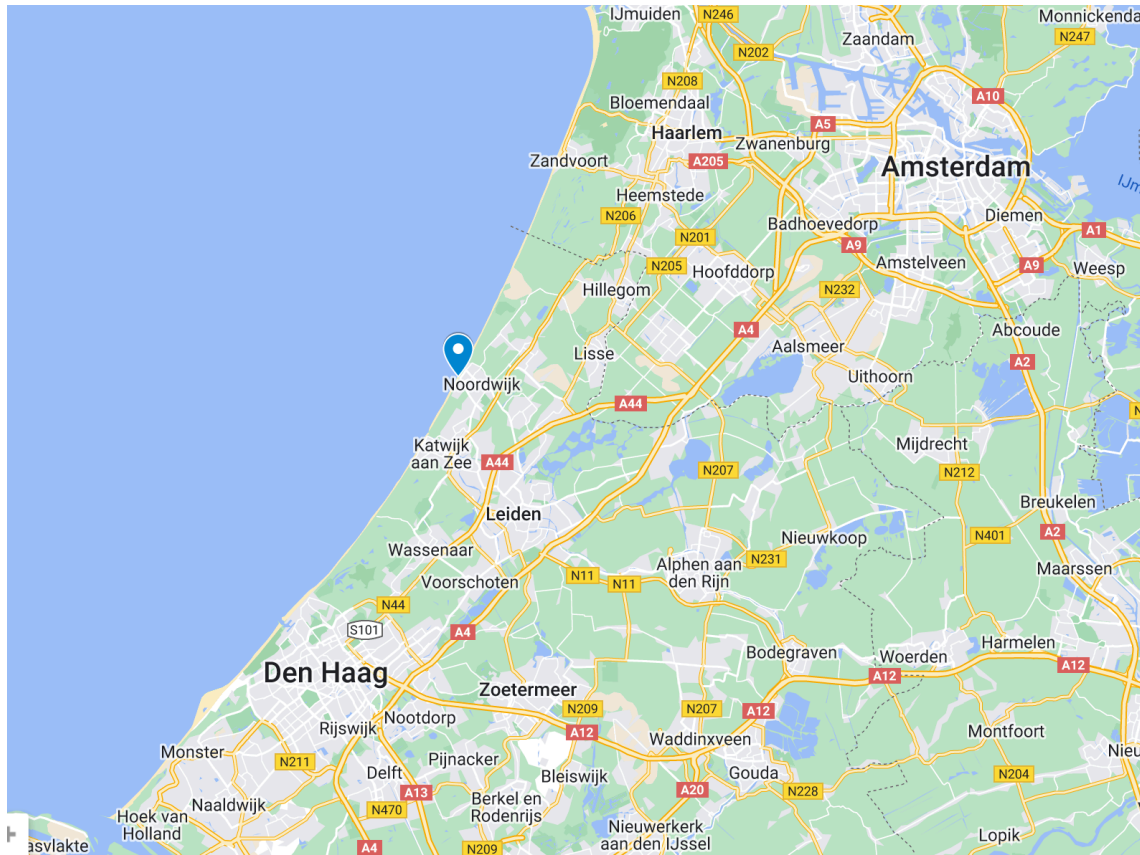 IJmuiden
N246
Monnickenda
N247
Zaandam
N202
N208
A10
Bloemendaal
A5
Haarlem
Zwanenburg
A205
Zandvoort
Amsterdam
IJm
Heemstede
N206
Diemen
Badhoevedorp
A1
N201
A9
N205
Hoofddorp
Amstelveen
A9
Weesp
Hillegom
N232
A4
Abcoude
Lisse
Aalsmeer
A2
Noordwijk
Uithoorn
A44
N
Katwijk
aan Zee
A44
Mijdrecht
N207
N212
Breukelen
Leiden
A2
N401
Nieuwkoop
Wassenaar
N231
Alphen aan
den Rijn
Maarssen
Voorschoten
N11
N11
N44
S101
A4
Harmelen
Bodegraven
Woerden
A12
Den Haag
A12
Zoetermeer
N209
N207
A12
Nootdorp
Rijswijk
A12
Montfoort
Waddinxveen
Monster
Nieu
N211
Pijnacker
Delft
Bleiswijk
Gouda
N204
A13
A20
N228
Naaldwijk
N470
Berkel en
Rodenrijs
Hoek van
Holland
Nieuwerkerk
aan den IJssel
Lopik
asvlakte
A4
N209